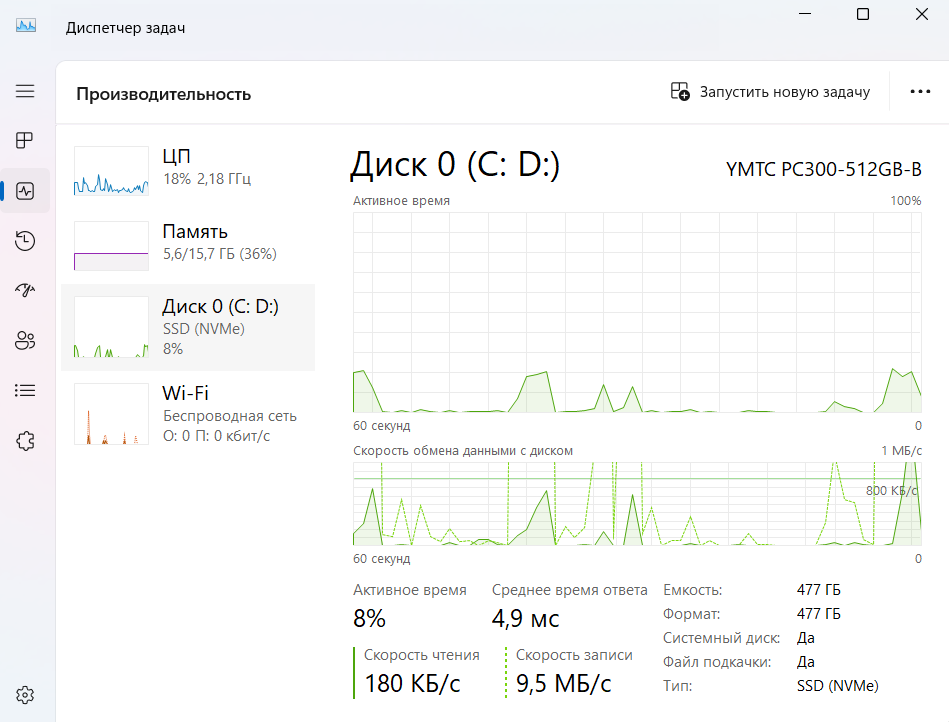 Диспетчер задач
Производительность
Запустить новую задачу
ЦП
18% 2,18 ГГц
Память
5,6/15,7 ГБ (36%)
Диск 0 (C: D:)
SSD (NVMe)
8%
Wi-Fi
Беспроводная сеть
О: 0 П: 0 кбит/с
Диск 0 (C: D:)
YMTC PC300-512GB-B
Активное время
100%
60 секунд
0
Скорость обмена данными с диском
1 МБ/с
800 КБ/с
60 секунд
0
Активное время
8%
Среднее время ответа
4,9 мс
Скорость чтения
180 КБ/с
Скорость записи
9,5 МБ/с
Емкость: 477 ГБ
Формат: 477 ГБ
Системный диск: Да
Файл подкачки: Да
Тип: SSD (NVMe)